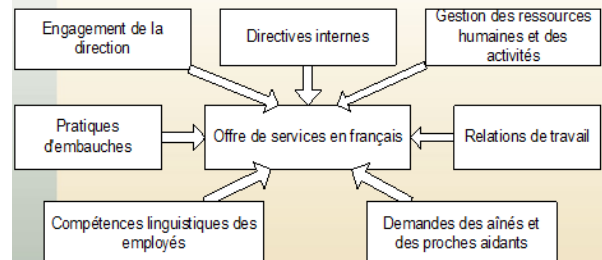 Engagement de la
direction
Directives internes
Gestion des ressources
humaines et des
activités
Pratiques
d'embauches
Offre de services en français
Relations de travail
Compétences linguistiques des
employés
Demandes des aînés et
des proches aidants